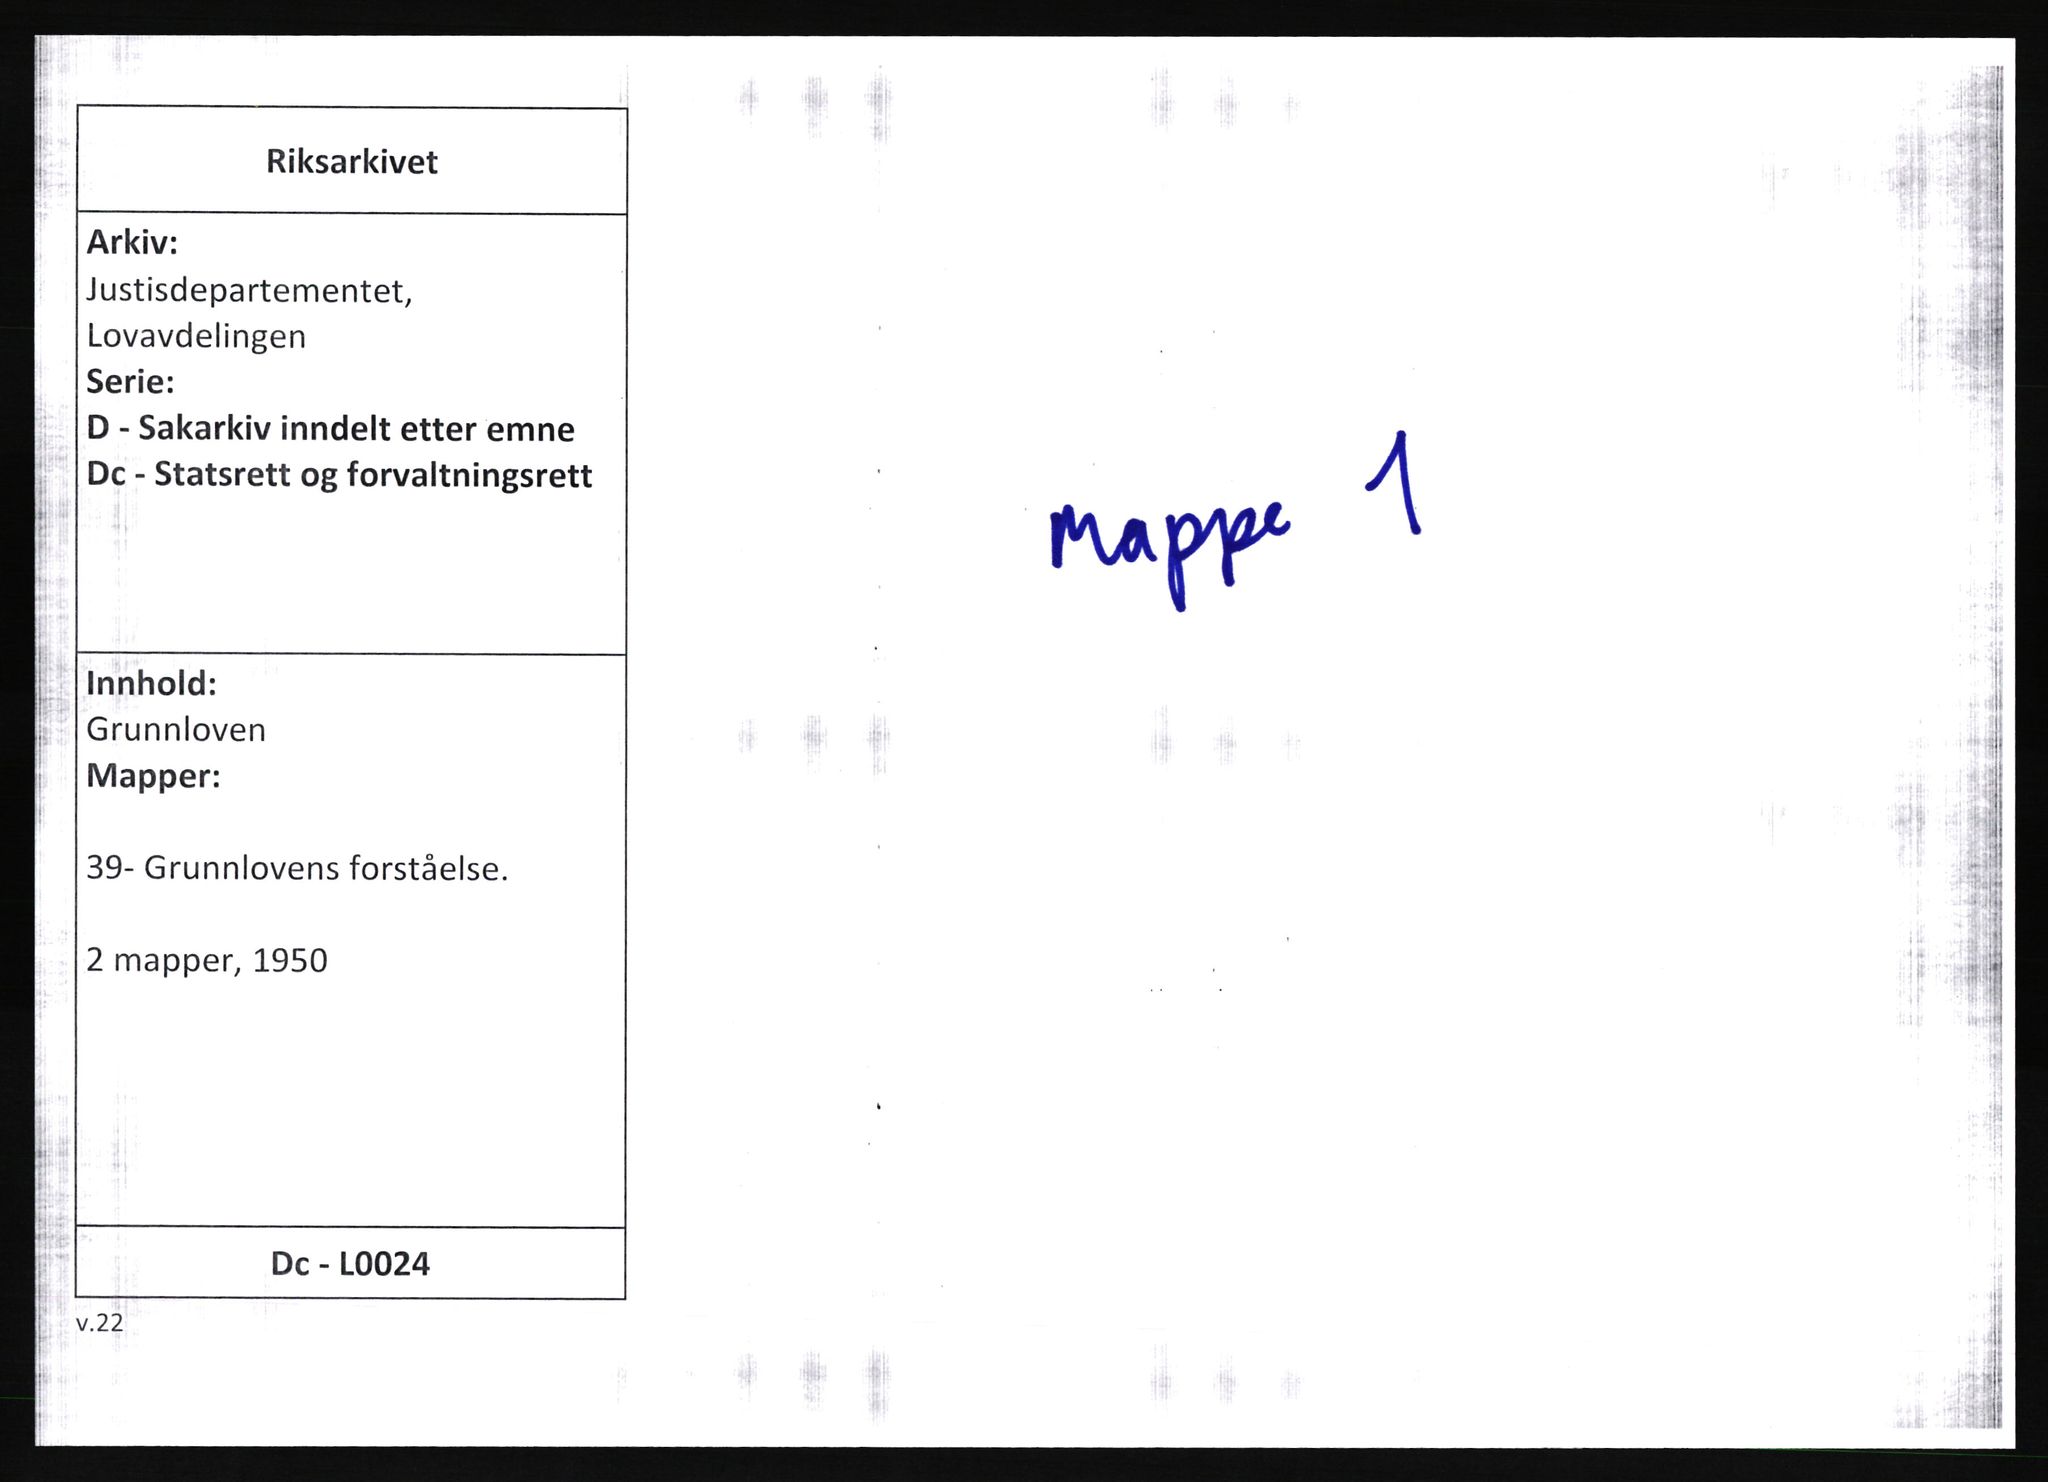 Riksarkivet
Arkiv:
Justisdepartementet,
Lovavdelingen
Serie:
D - Sakarkiv inndelt etter emne
Dc - Statsrett og forvaltningsrett
Innhold:
Grunnloven
Mapper:
39- Grunnlovens forståelse.
2 mapper, 1950
Dc - L0024
v.22
Mappe 1